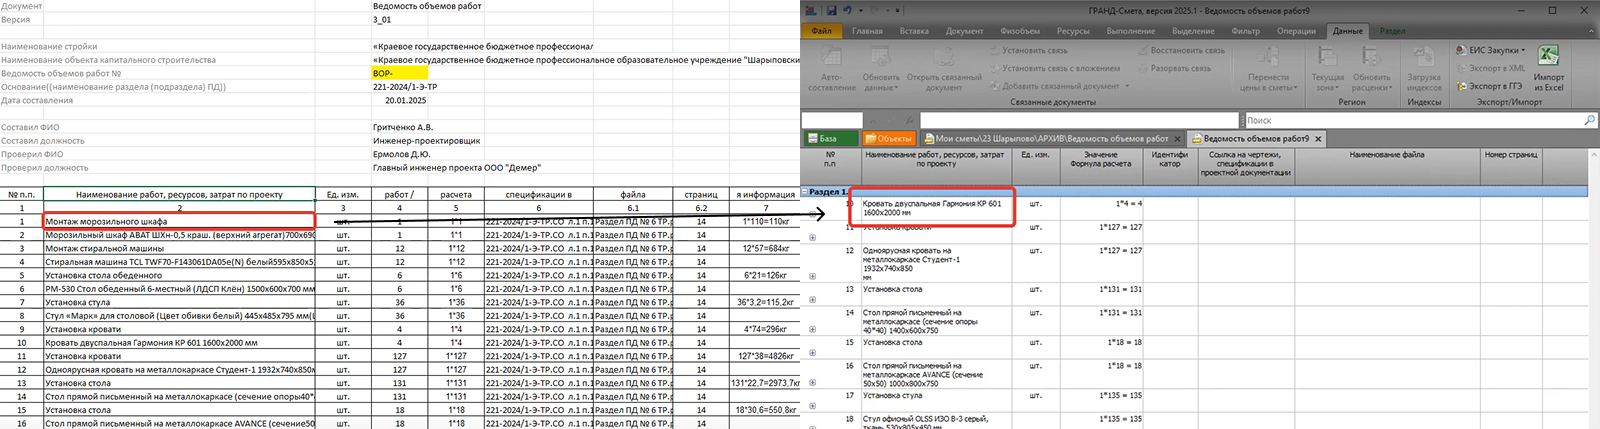 Документ Ведомость объемов работ
Версия 3_01
Наименование стройки «Краевое государственное бюджетное профессионал
Наименование объекта капитального строительства «Краевое государственное бюджетное профессиональное образовательное учреждение "Шарыповски
Ведомость объемов работ № ВОР-
Основание((наименование раздела (подраздела) ПД)) 221-2024/1-Э-ТР
Дата составления 20.01.2025
Составил ФИО Гритченко А.В.
Составил должность Инженер-проектировщик
Проверил ФИО Ермолов Д.Ю.
Проверил должность Главный инженер проекта ООО "Демер"
№ п.п. Наименование работ, ресурсов, затрат по проекту Ед. изм. работ / расчета спецификации в файла страниц я информация
1 2 3 4 5 6 6.1 6.2 7
1 Монтаж морозильного шкафа шт. 1 1*1 221-2024/1-Э-ТР.СО л.1 п.1 Раздел ПД № 6 ТР.р 14 1*110=110кг
2 Морозильный шкаф АВАТ ШХн-0,5 краш. (верхний агрегат)700х690 шт. 1 1*1 221-2024/1-Э-ТР.СО л.1 п.1 Раздел ПД № 6 ТР.р 14
3 Монтаж стиральной машины шт. 12 1*12 221-2024/1-Э-ТР.СО л.1 п.1 Раздел ПД № 6 ТР.р 14 12*57=684кг
4 Стиральная машина TCL TWF70-F143061DA05e(N) белый595х850х5 шт. 12 1*12 221-2024/1-Э-ТР.СО л.1 п.1 Раздел ПД № 6 ТР.р 14
5 Установка стола обеденного шт. 6 1*6 221-2024/1-Э-ТР.СО л.1 п.1 Раздел ПД № 6 ТР.р 14 6*21=126кг
6 РМ-530 Стол обеденный 6-местный (ЛДСП Клён) 1500х600х700 мм шт. 6 1*6 221-2024/1-Э-ТР.СО л.1 п.1 Раздел ПД № 6 ТР.р 14
7 Установка стула шт. 36 1*36 221-2024/1-Э-ТР.СО л.1 п.1 Раздел ПД № 6 ТР.р 14 36*3,2=115,2кг
8 Стул «Марк» для столовой (Цвет обивки белый) 445х485х795 мм шт. 36 1*36 221-2024/1-Э-ТР.СО л.1 п.1 Раздел ПД № 6 ТР.р 14
9 Установка кровати шт. 4 1*4 221-2024/1-Э-ТР.СО л.1 п.1 Раздел ПД № 6 ТР.р 14 4*74=296кг
10 Кровать двуспальная Гармония КР 601 1600х2000 мм шт. 4 1*4 221-2024/1-Э-ТР.СО л.1 п.1 Раздел ПД № 6 ТР.р 14
11 Установка кровати шт. 127 1*127 221-2024/1-Э-ТР.СО л.1 п.1 Раздел ПД № 6 ТР.р 14 127*38=4826кг
12 Одноярусная кровать на металлокаркасе Студент-1 1932х740х850м шт. 127 1*127 221-2024/1-Э-ТР.СО л.1 п.1 Раздел ПД № 6 ТР.р 14
13 Установка стола шт. 131 1*131 221-2024/1-Э-ТР.СО л.1 п.1 Раздел ПД № 6 ТР.р 14 131*22,7=2973,7к
14 Стол прямой письменный на металлокаркасе (сечение опоры40* шт. 131 1*131 221-2024/1-Э-ТР.СО л.1 п.1 Раздел ПД № 6 ТР.р 14
15 Установка стола шт. 18 1*18 221-2024/1-Э-ТР.СО л.1 п.1 Раздел ПД № 6 ТР.р 14 18*30,6=550,8кг
16 Стол прямой письменный на металлокаркасе AVANCE (сечение50 шт. 18 1*18 221-2024/1-Э-ТР.СО л.1 п.1 Раздел ПД № 6 ТР.р 14
ГРАНД-Смета, версия 2025.1 - Ведомость объемов работ9
Файл Главная Вставка Документ Физобъем Ресурсы Выполнение Выделение Фильтр Операции Данные Раздел
Авто-составление
Обновить данные
Открыть связанный документ
Установить связь
Установить связь с вложением
Добавить связанный документ
Восстановить связь
Разорвать связь
Связанные документы
Перенести цены в сметы
Текущая зона
Обновить расценки
Регион
Загрузка индексов
Индексы
ЕИС Закупки
Экспорт в XML
Экспорт в ГГЭ
Импорт из Excel
Экспорт/Импорт
Поиск
База Объекты Мои сметы\23 Шарыпово\АРХИВ\Ведомость объемов работ Ведомость объемов работ9
№ п.п Наименование работ, ресурсов, затрат по проекту Ед. изм. Значение Формула расчета Идентификатор Ссылка на чертежи, спецификации в проектной документации Наименование файла Номер страниц
Раздел 1.
10 Кровать двуспальная Гармония КР 601 1600х2000 мм шт. 1*4 = 4
11 Установка кровати шт. 1*127 = 127
12 Одноярусная кровать на металлокаркасе Студент-1 1932х740х850 мм шт. 1*127 = 127
13 Установка стола шт. 1*131 = 131
14 Стол прямой письменный на металлокаркасе (сечение опоры 40*40) 1400х600х750 шт. 1*131 = 131
15 Установка стола шт. 1*18 = 18
16 Стол прямой письменный на металлокаркасе AVANCE (сечение 50х50) 1000х800х750 шт. 1*18 = 18
17 Установка стула шт. 1*135 = 135
18 Стул офисный OLSS ИЗО В-3 серый, ткань 530х805х450 мм шт. 1*135 = 135